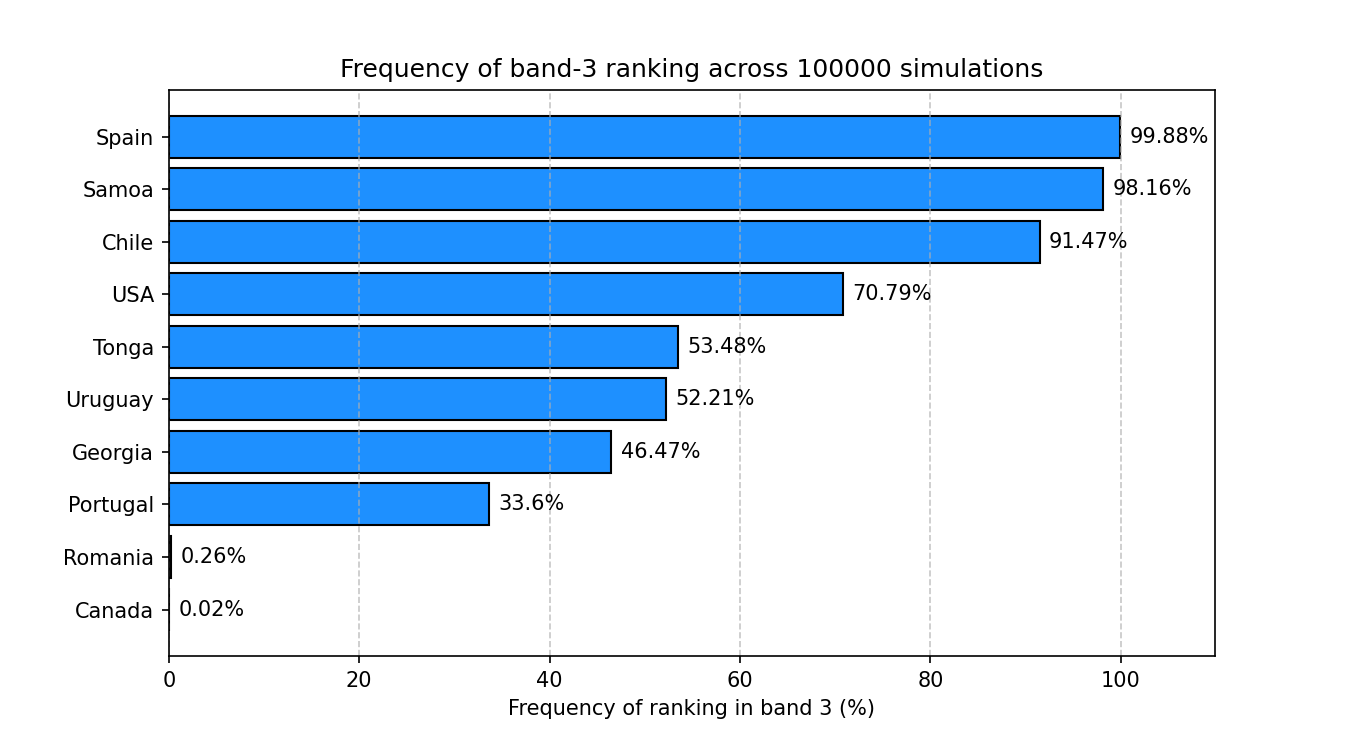 Frequency of band-3 ranking across 100000 simulations
Spain 99.88%
Samoa 98.16%
Chile 91.47%
USA 70.79%
Tonga 53.48%
Uruguay 52.21%
Georgia 46.47%
Portugal 33.6%
Romania 0.26%
Canada 0.02%
0 20 40 60 80 100
Frequency of ranking in band 3 (%)